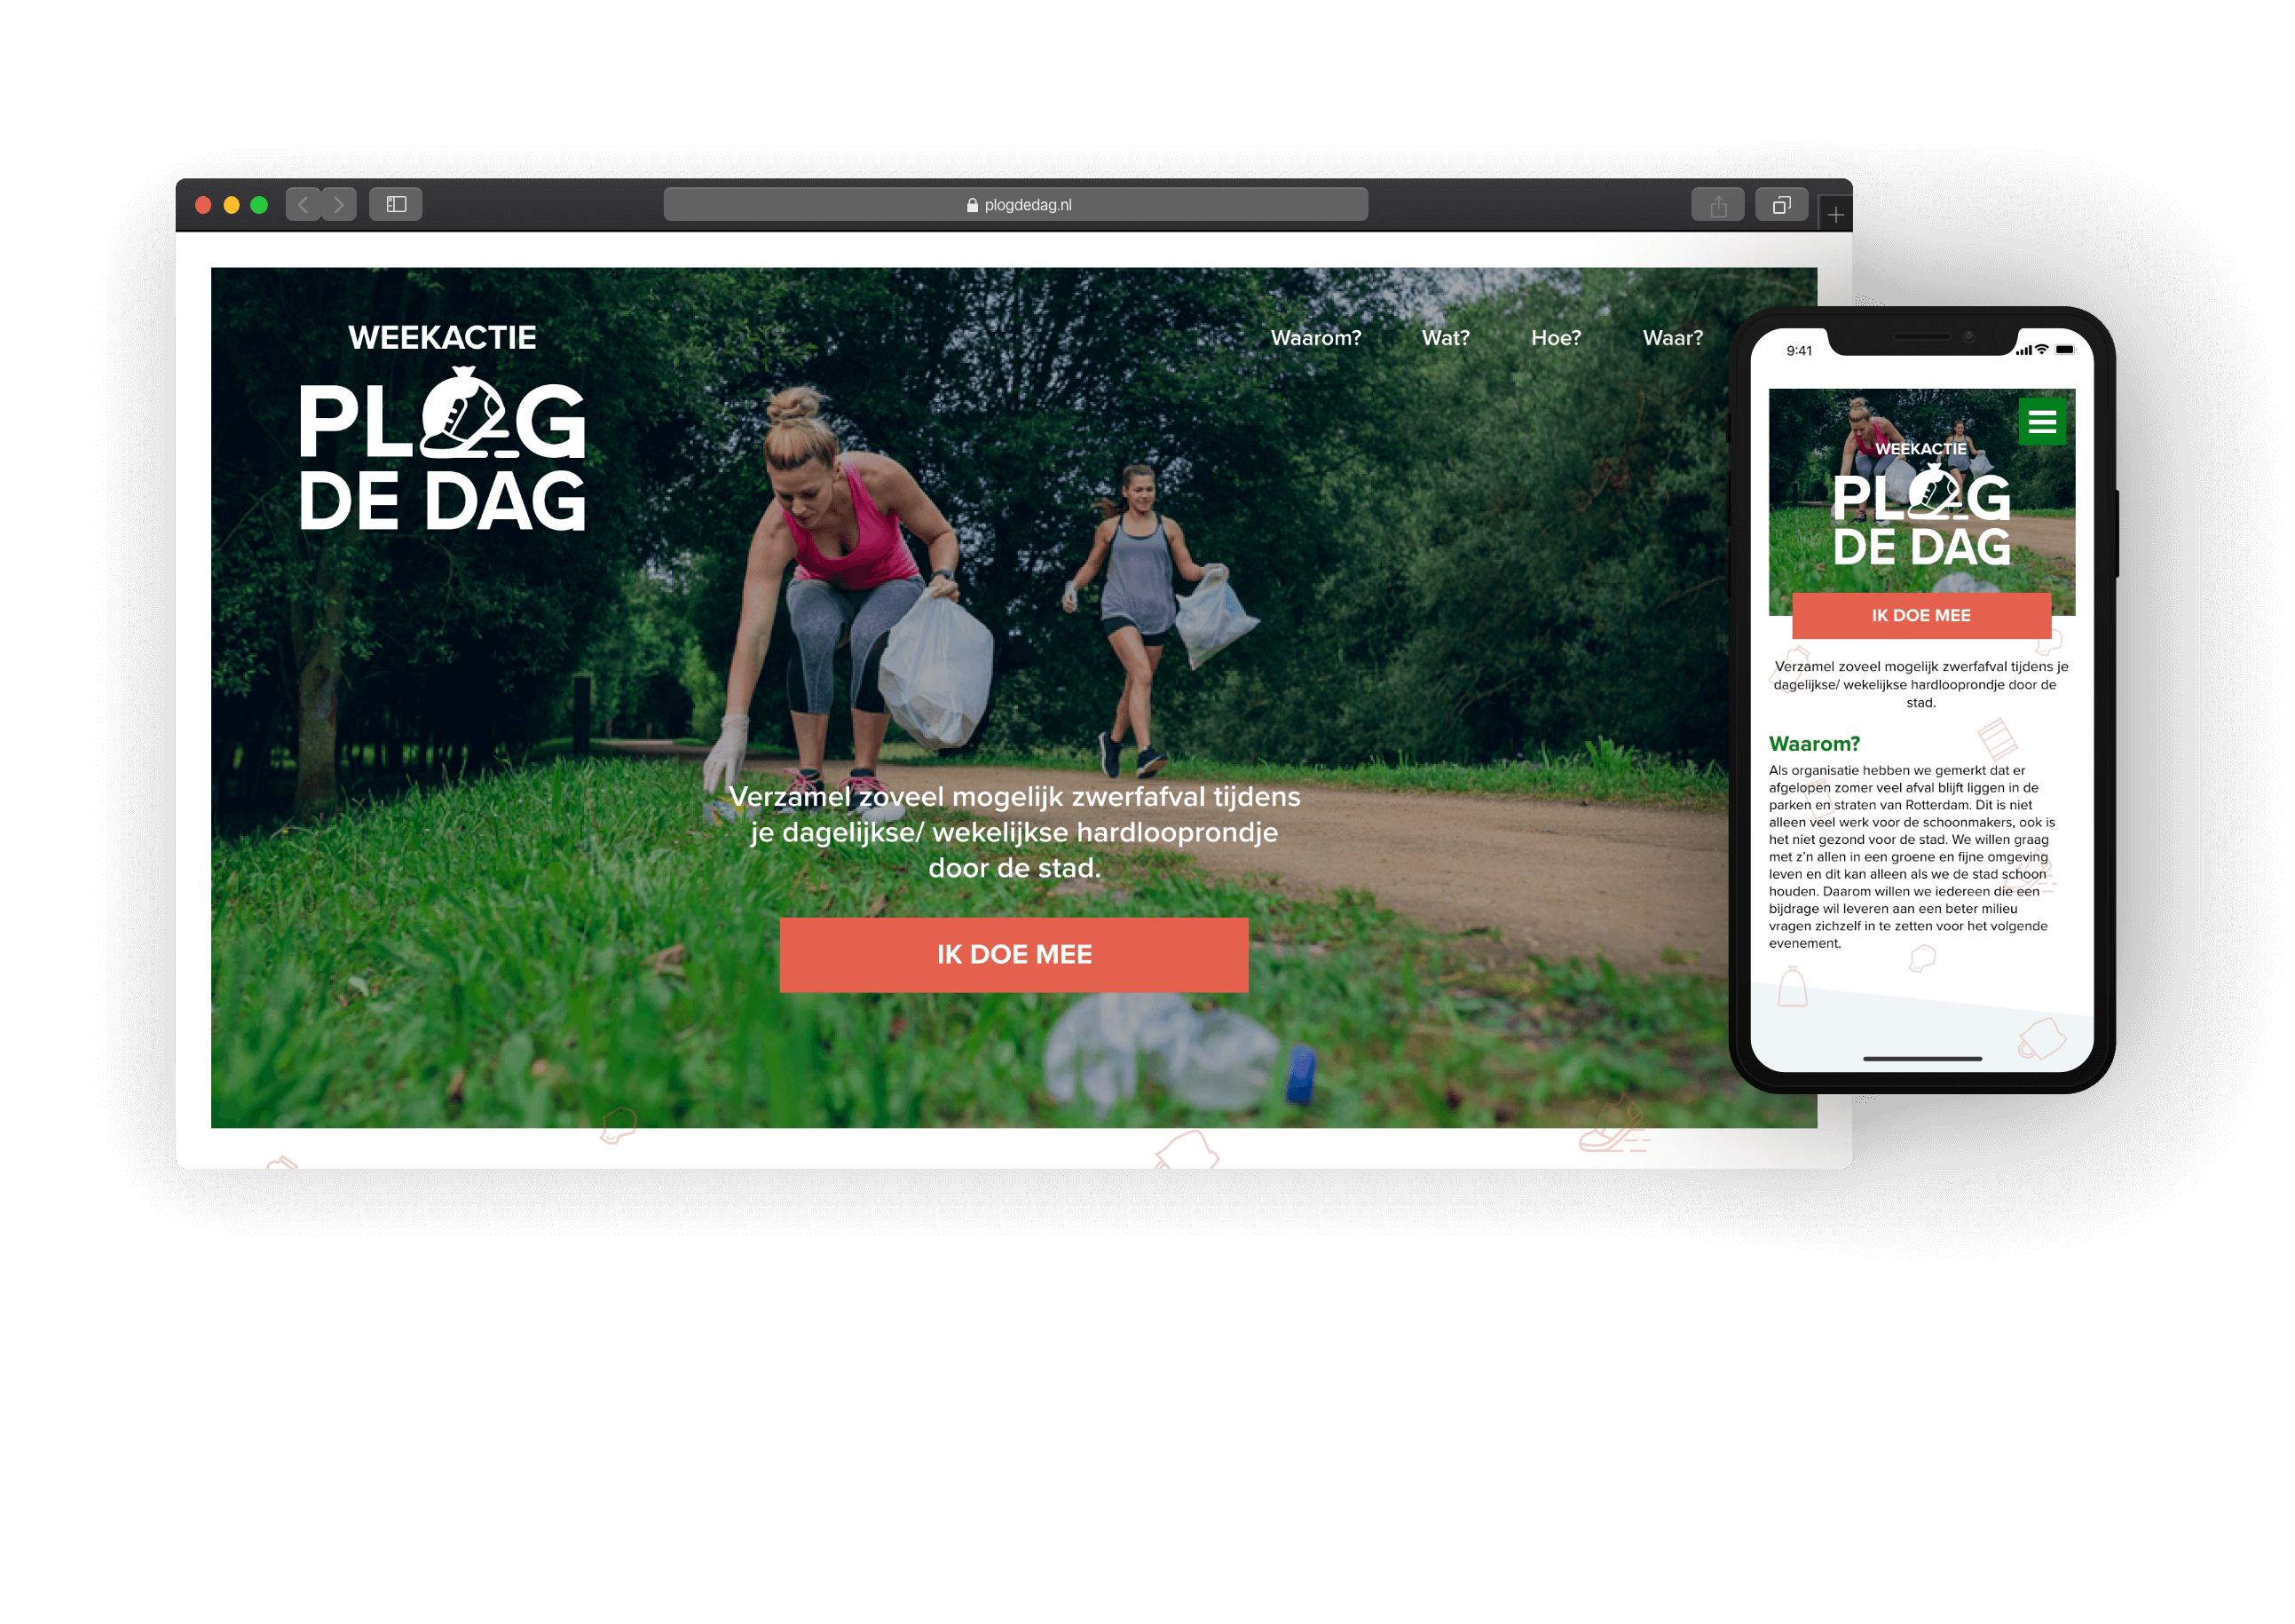 plogdedag.nl
WEEKACTIE
PLOG
DE DAG
Waarom?
Wat?
Hoe?
Waar?
Verzamel zoveel mogelijk zwerfafval tijdens
je dagelijkse/ wekelijkse hardlooprondje
door de stad.
IK DOE MEE
9:41
WEEKACTIE
PLOG
DE DAG
IK DOE MEE
Verzamel zoveel mogelijk zwerfafval tijdens je
dagelijkse/ wekelijkse hardlooprondje door de
stad.
Waarom?
Als organisatie hebben we gemerkt dat er
afgelopen zomer veel afval blijft liggen in de
parken en straten van Rotterdam. Dit is niet
alleen veel werk voor de schoonmakers, ook is
het niet gezond voor de stad. We willen graag
met z'n allen in een groene en fijne omgeving
leven en dit kan alleen als we de stad schoon
houden. Daarom willen we iedereen die een
bijdrage wil leveren aan een beter milieu
vragen zichzelf in te zetten voor het volgende
evenement.